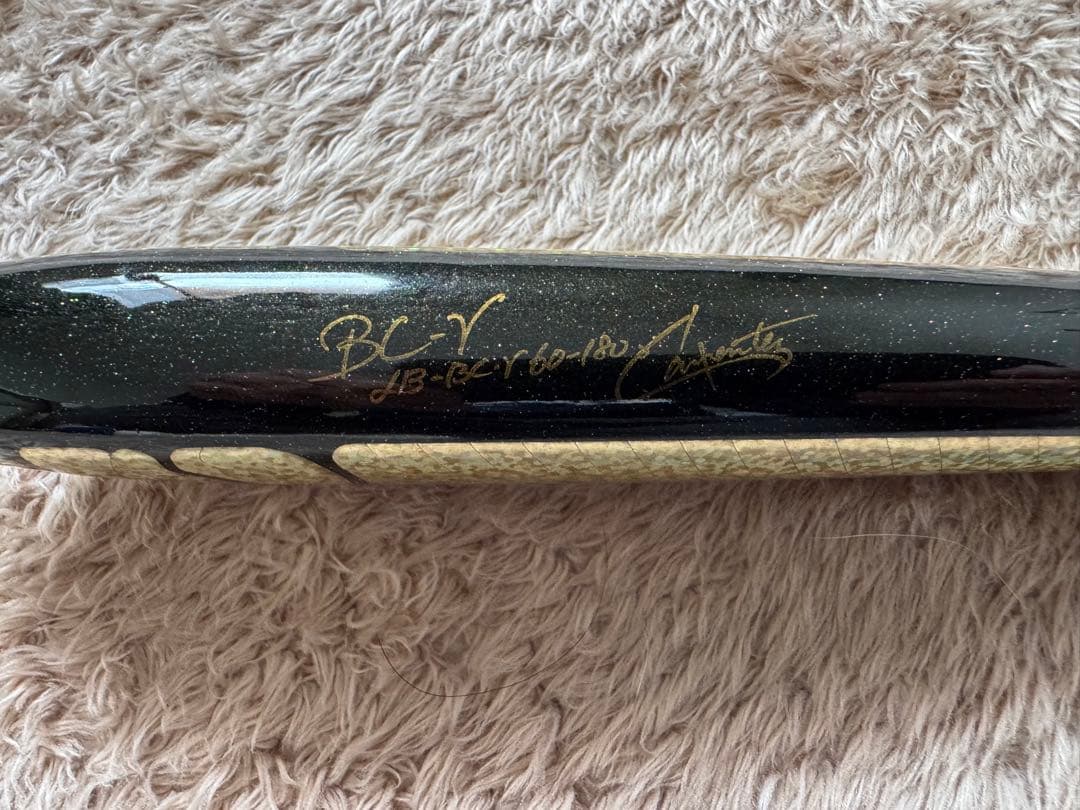 BC-γ
LB-BC-γ 60-180 Carpenter